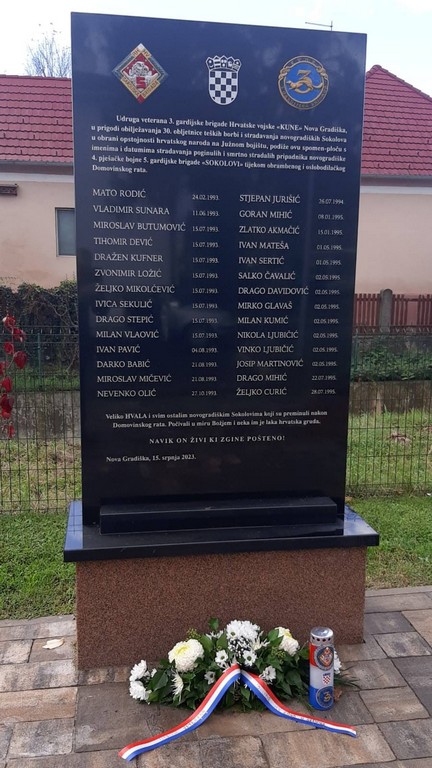 3
Udruga veterana 3. gardijske brigade Hrvatske vojske «KUNE» Nova Gradiška,
u prigodi obilježavanja 30. obljetnice teških borbi i stradavanja novogradiških Sokolova
u obrani opstojnosti hrvatskog naroda na Južnom bojištu, podiže ovu spomen-ploču s
imenima i datumima stradavanja poginulih i smrtno stradalih pripadnika novogradiške
4. pješačke bojne 5. gardijske brigade «SOKOLOVI» tijekom obrambenog i oslobodilačkog
Domovinskog rata.
MATO RODIĆ 24.02.1993.
VLADIMIR SUNARA 11.06.1993.
MIROSLAV BUTUMOVIĆ 15.07.1993.
TIHOMIR DEVIĆ 15.07.1993.
DRAŽEN KUFNER 15.07.1993.
ZVONIMIR LOŽIĆ 15.07.1993.
ŽELJKO MIKOLČEVIĆ 15.07.1993.
IVICA SEKULIĆ 15.07.1993.
DRAGO STEPIĆ 15.07.1993.
MILAN VLAOVIĆ 15.07.1993.
IVAN PAVIĆ 04.08.1993.
DARKO BABIĆ 21.08.1993.
MIROSLAV MIČEVIĆ 21.08.1993.
NEVENKO OLIĆ 27.10.1993.
STJEPAN JURIŠIĆ 26.07.1994.
GORAN MIHIĆ 09.01.1995.
ZLATKO AKMAČIĆ 15.01.1995.
IVAN MATEŠA 01.05.1995.
IVAN SERTIĆ 01.05.1995.
SALKO ČAVALIĆ 02.05.1995.
DRAGO DAVIDOVIĆ 02.05.1995.
MIRKO GLAVAŠ 02.05.1995.
MILAN KUMIĆ 02.05.1995.
NIKOLA LJUBIČIĆ 02.05.1995.
VINKO LJUBIČIĆ 02.05.1995.
JOSIP MARTINOVIĆ 02.05.1995.
DRAGO MIHIĆ 22.07.1995.
ŽELJKO CURIĆ 28.07.1995.
Veliko HVALA i svim ostalim novogradiškim Sokolovima koji su preminuli nakon
Domovinskog rata. Počivali u miru Božjem i neka im je laka hrvatska gruda.
NAVIK ON ŽIVI KI ZGINE POŠTENO!
Nova Gradiška, 15. srpnja 2023.